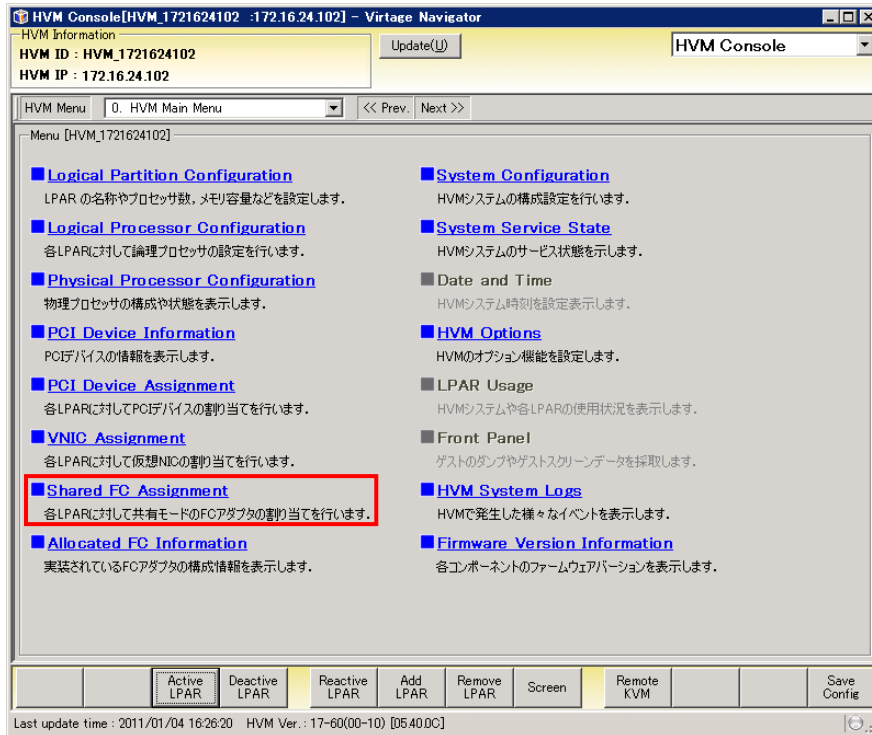 HVM Console[HVM_1721624102 :172.16.24.102] - Virtage Navigator
HVM Information
HVM ID : HVM_1721624102
HVM IP : 172.16.24.102
Update(U)
HVM Console
HVM Menu
0. HVM Main Menu
<< Prev. Next >>
Menu [HVM_1721624102]
Logical Partition Configuration
LPAR の名称やプロセッサ数，メモリ容量などを設定します．
Logical Processor Configuration
各LPARに対して論理プロセッサの設定を行います．
Physical Processor Configuration
物理プロセッサの構成や状態を表示します．
PCI Device Information
PCIデバイスの情報を表示します．
PCI Device Assignment
各LPARに対してPCIデバイスの割り当てを行います．
VNIC Assignment
各LPARに対して仮想NICの割り当てを行います．
Shared FC Assignment
各LPARに対して共有モードのFCアダプタの割り当てを行います．
Allocated FC Information
実装されているFCアダプタの構成情報を表示します．
System Configuration
HVMシステムの構成設定を行います．
System Service State
HVMシステムのサービス状態を示します．
Date and Time
HVMシステム時刻を設定表示します．
HVM Options
HVMのオプション機能を設定します．
LPAR Usage
HVMシステムや各LPARの使用状況を表示します．
Front Panel
ゲストのダンプやゲストスクリーンデータを採取します．
HVM System Logs
HVMで発生した様々なイベントを表示します．
Firmware Version Information
各コンポーネントのファームウェアバージョンを表示します．
Active LPAR
Deactive LPAR
Reactive LPAR
Add LPAR
Remove LPAR
Screen
Remote KVM
Save Config
Last update time : 2011/01/04 16:26:20 HVM Ver.: 17-60(00-10) [05.40.0C]